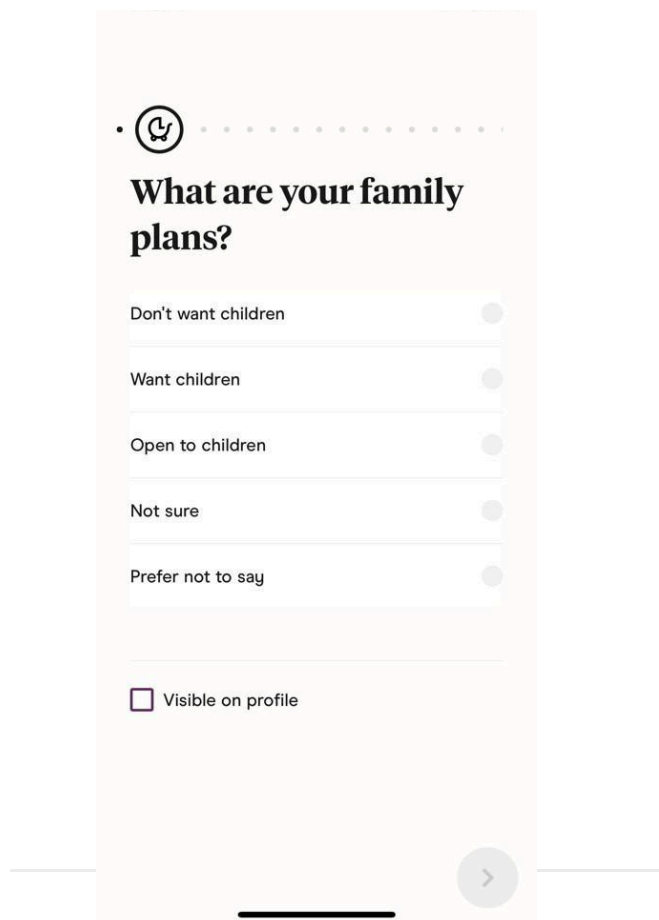 What are your family
plans?
Don't want children
Want children
Open to children
Not sure
Prefer not to say
Visible on profile